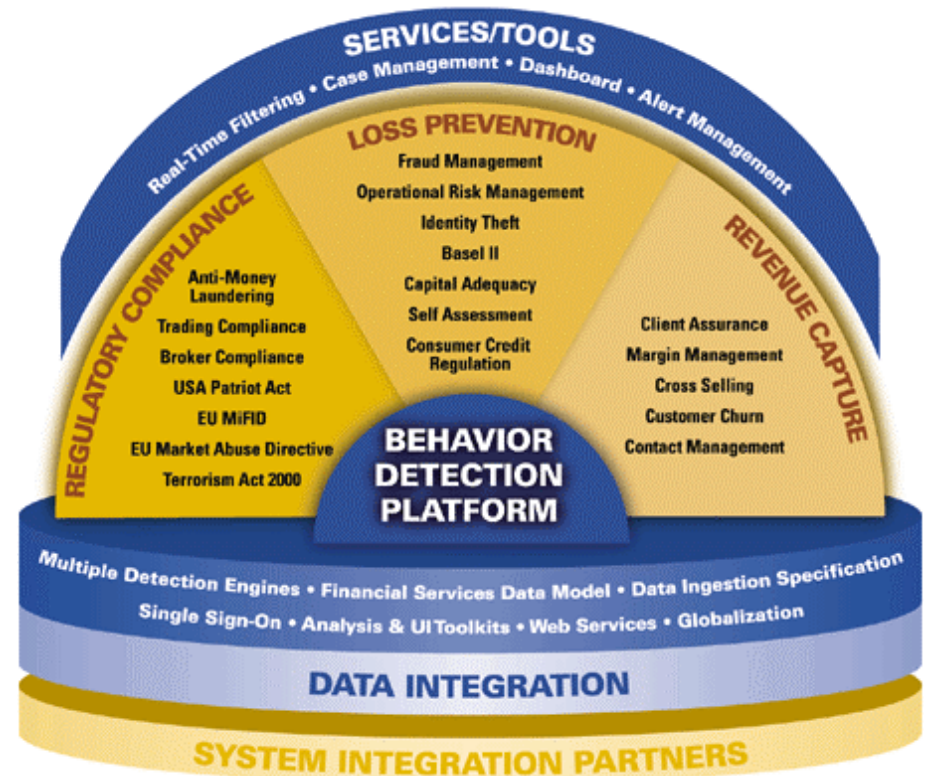 SERVICES/TOOLS
Real-Time Filtering • Case Management • Dashboard • Alert Management
REGULATORY COMPLIANCE
Anti-Money
Laundering
Trading Compliance
Broker Compliance
USA Patriot Act
EU MiFID
EU Market Abuse Directive
Terrorism Act 2000
LOSS PREVENTION
Fraud Management
Operational Risk Management
Identity Theft
Basel II
Capital Adequacy
Self Assessment
Consumer Credit
Regulation
REVENUE CAPTURE
Client Assurance
Margin Management
Cross Selling
Customer Churn
Contact Management
BEHAVIOR
DETECTION
PLATFORM
Multiple Detection Engines • Financial Services Data Model • Data Ingestion Specification
Single Sign-On • Analysis & UI Toolkits • Web Services • Globalization
DATA INTEGRATION
SYSTEM INTEGRATION PARTNERS